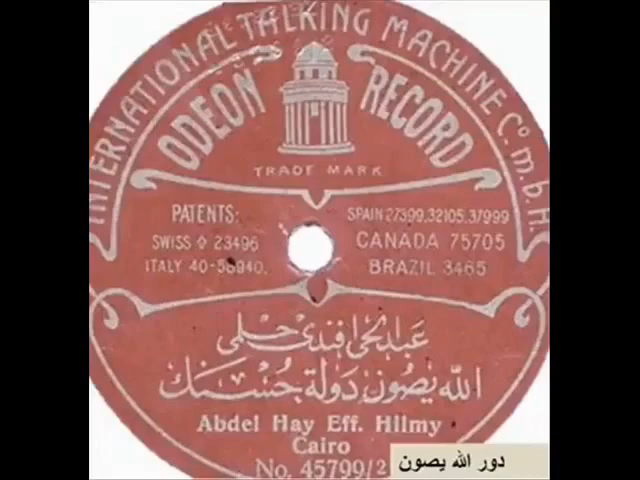 INTERNATIONAL TALKING MACHINE Co. m. b. H.
ODEON RECORD
TRADE MARK
PATENTS:
SWISS 23496
ITALY 40-58940.
SPAIN 27399,32105,37999
CANADA 75705
BRAZIL 3465
عبد الحي افندي حلمي
الله يصون دولة حسنك
Abdel Hay Eff. Hilmy
Cairo
No. 45799/2
دور الله يصون